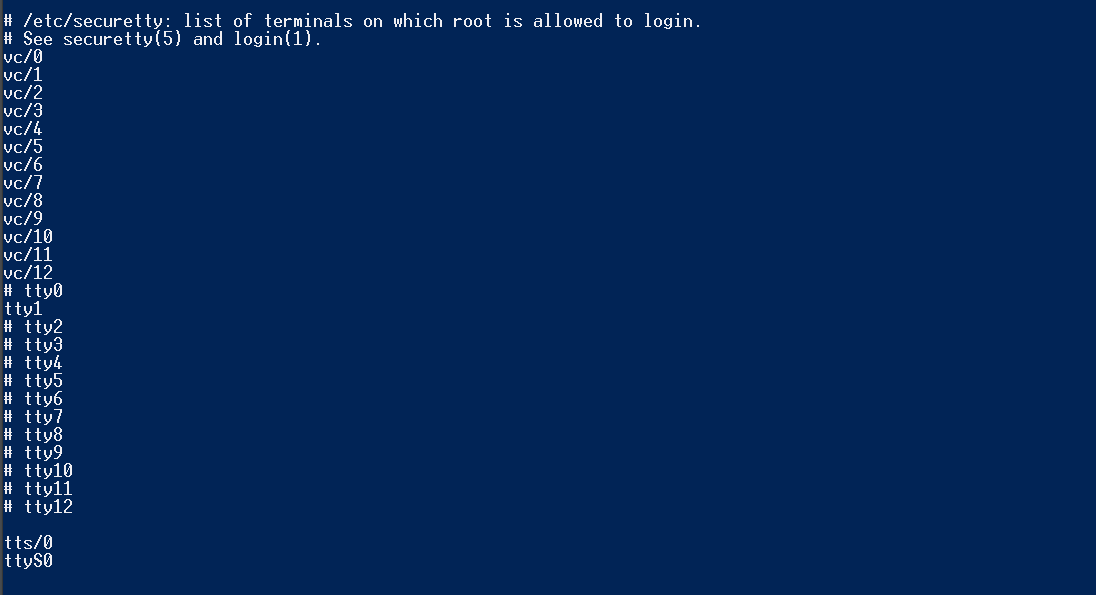 # /etc/securetty: list of terminals on which root is allowed to login.
# See securetty(5) and login(1).
vc/0
vc/1
vc/2
vc/3
vc/4
vc/5
vc/6
vc/7
vc/8
vc/9
vc/10
vc/11
vc/12
# tty0
tty1
# tty2
# tty3
# tty4
# tty5
# tty6
# tty7
# tty8
# tty9
# tty10
# tty11
# tty12
tts/0
ttyS0